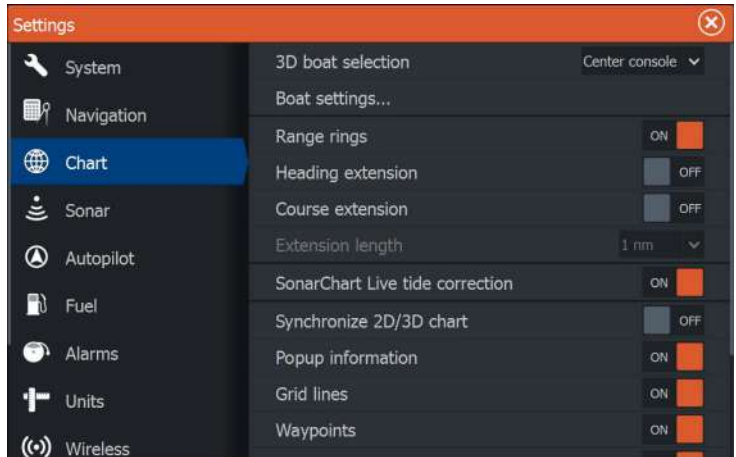 Settings
System
Navigation
Chart
Sonar
Autopilot
Fuel
Alarms
Units
Wireless
3D boat selection Center console
Boat settings...
Range rings ON
Heading extension OFF
Course extension OFF
Extension length 1 nm
SonarChart Live tide correction ON
Synchronize 2D/3D chart OFF
Popup information ON
Grid lines ON
Waypoints ON